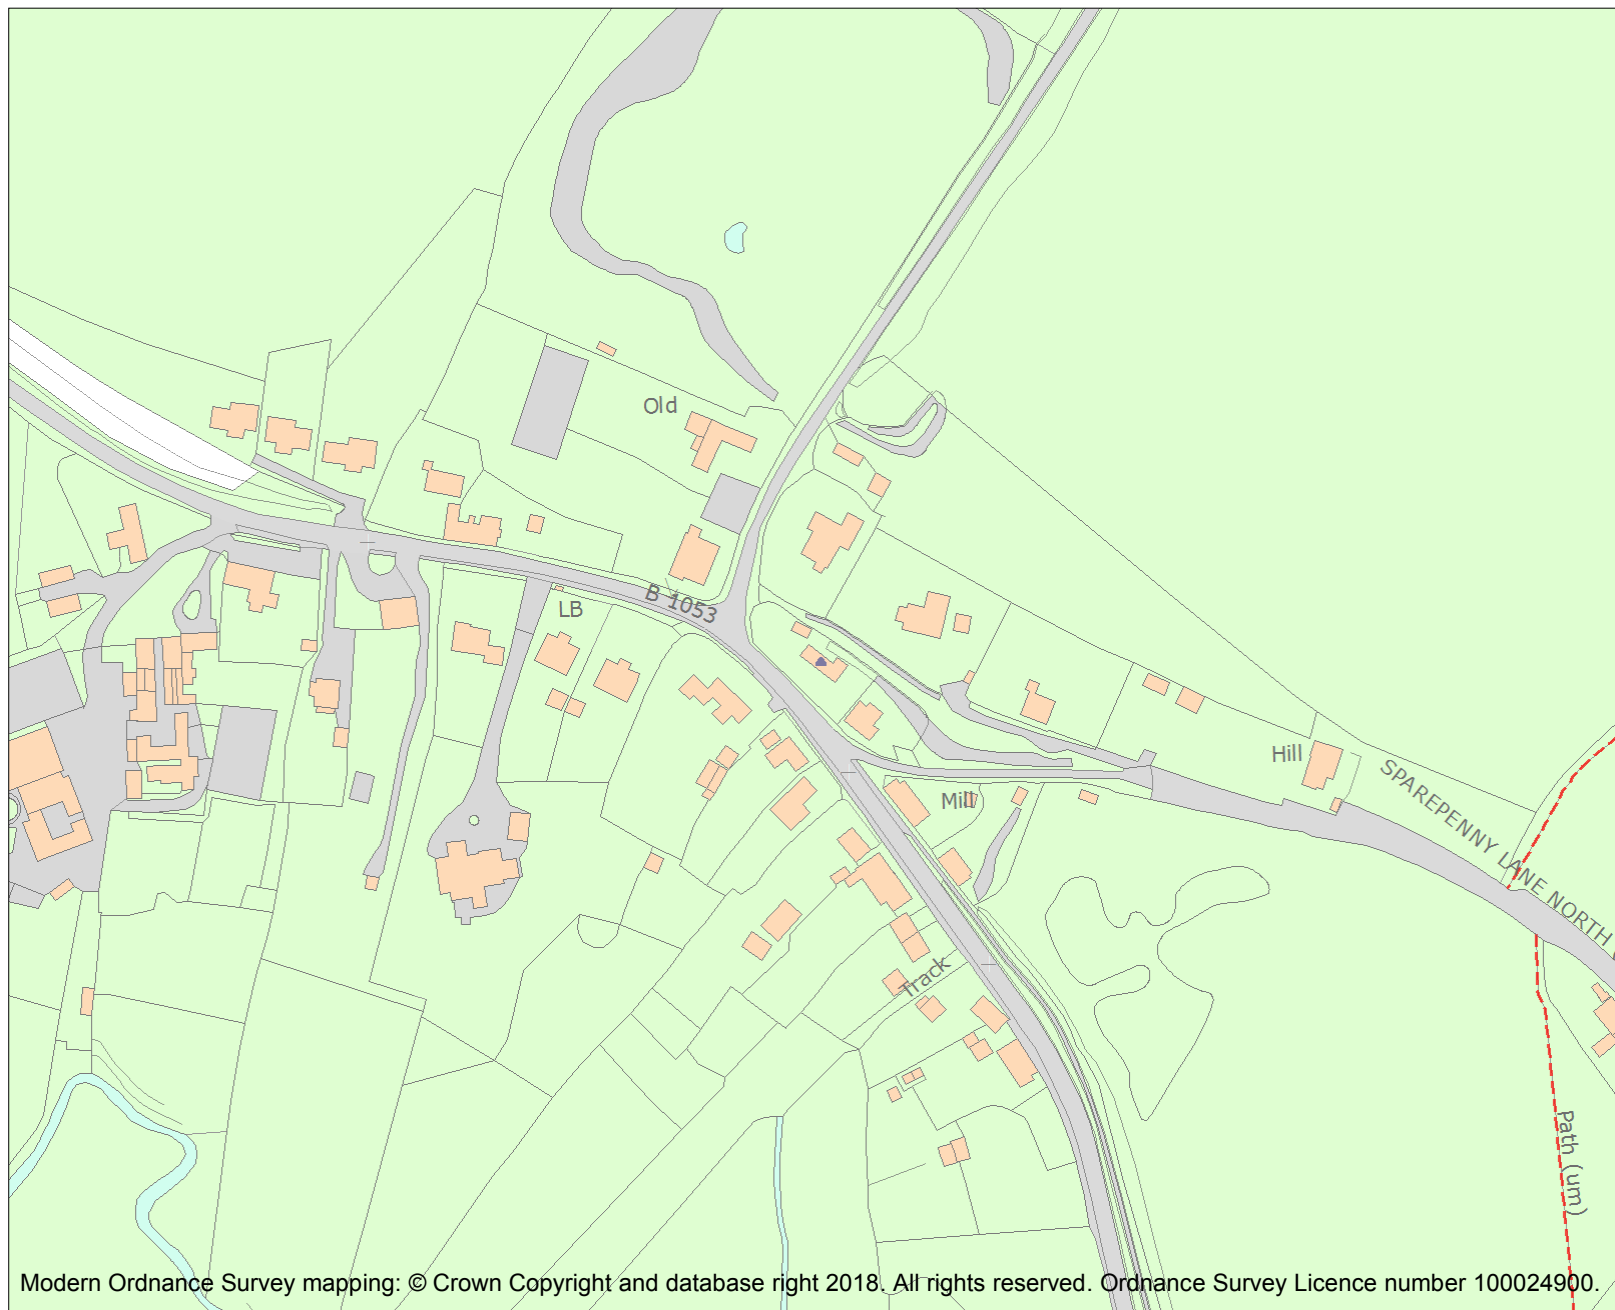 Old
B 1053
LB
Hill
Mill
SPAREPENNY LANE NORTH
Track
Path (um)
Modern Ordnance Survey mapping: © Crown Copyright and database right 2018. All rights reserved. Ordnance Survey Licence number 100024900.